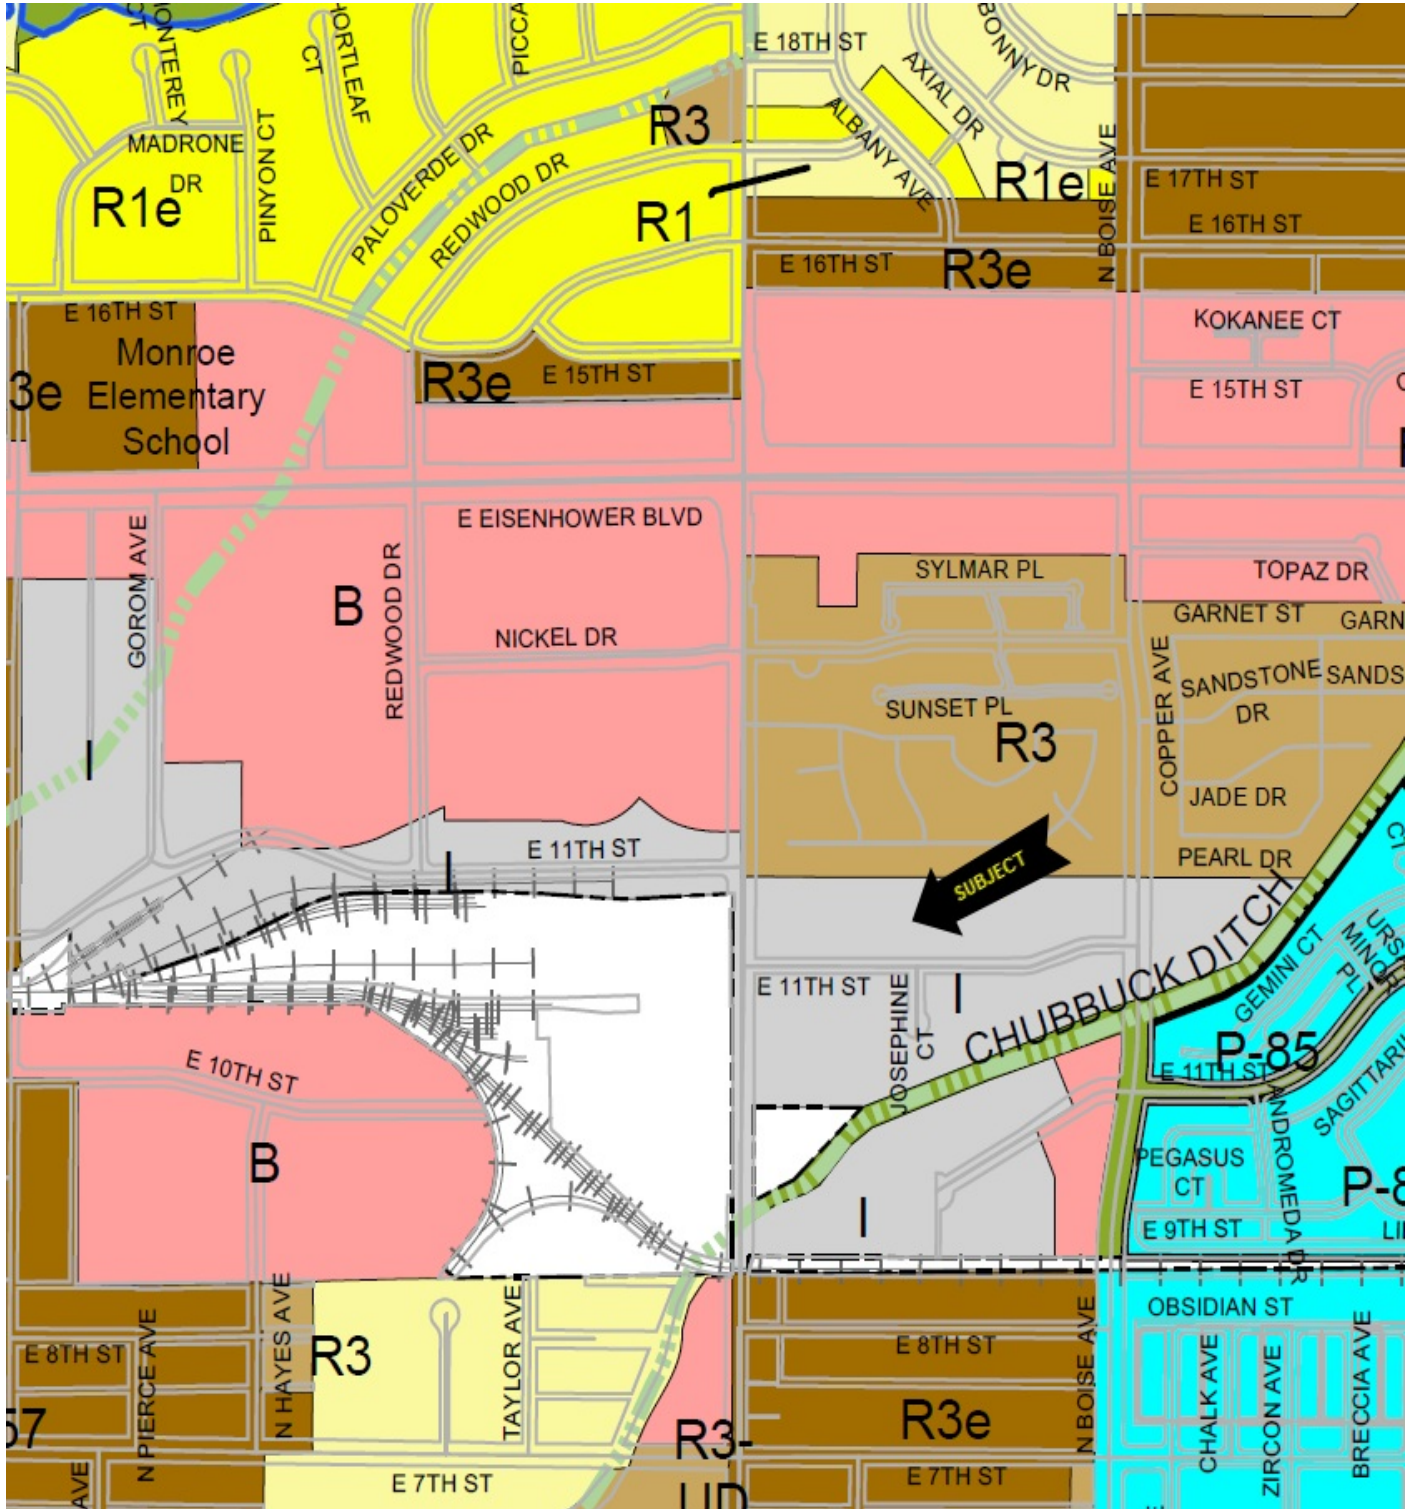 CT
MONTEREY
HORTLEAF
CT
PICCA
E 18TH ST
BONNY DR
AXIAL DR
MADRONE
DR
PINYON CT
PALOVERDE DR
REDWOOD DR
R3
ALBANY AVE
R1e
R1
R1e
N BOISE AVE
E 17TH ST
E 16TH ST
E 16TH ST
R3e
E 16TH ST
Monroe
Elementary
School
3e
R3e
E 15TH ST
KOKANEE CT
E 15TH ST
GOROM AVE
E EISENHOWER BLVD
REDWOOD DR
B
NICKEL DR
SYLMAR PL
TOPAZ DR
GARNET ST
GARN
COPPER AVE
SANDSTONE
DR
SANDS
SUNSET PL
R3
I
JADE DR
E 11TH ST
I
PEARL DR
SUBJECT
CT
CHUBBUCK DITCH
GEMINI CT
URS
MINOR
PL
E 11TH ST
JOSEPHINE
CT
I
P-85
E 11TH ST
SAGITTARI
E 10TH ST
B
ANDROMEDA DR
PEGASUS
CT
P-8
I
E 9TH ST
LI
N PIERCE AVE
N HAYES AVE
TAYLOR AVE
OBSIDIAN ST
E 8TH ST
R3
E 8TH ST
N BOISE AVE
CHALK AVE
ZIRCON AVE
BRECCIA AVE
57
R3-
UD
R3e
AVE
E 7TH ST
E 7TH ST